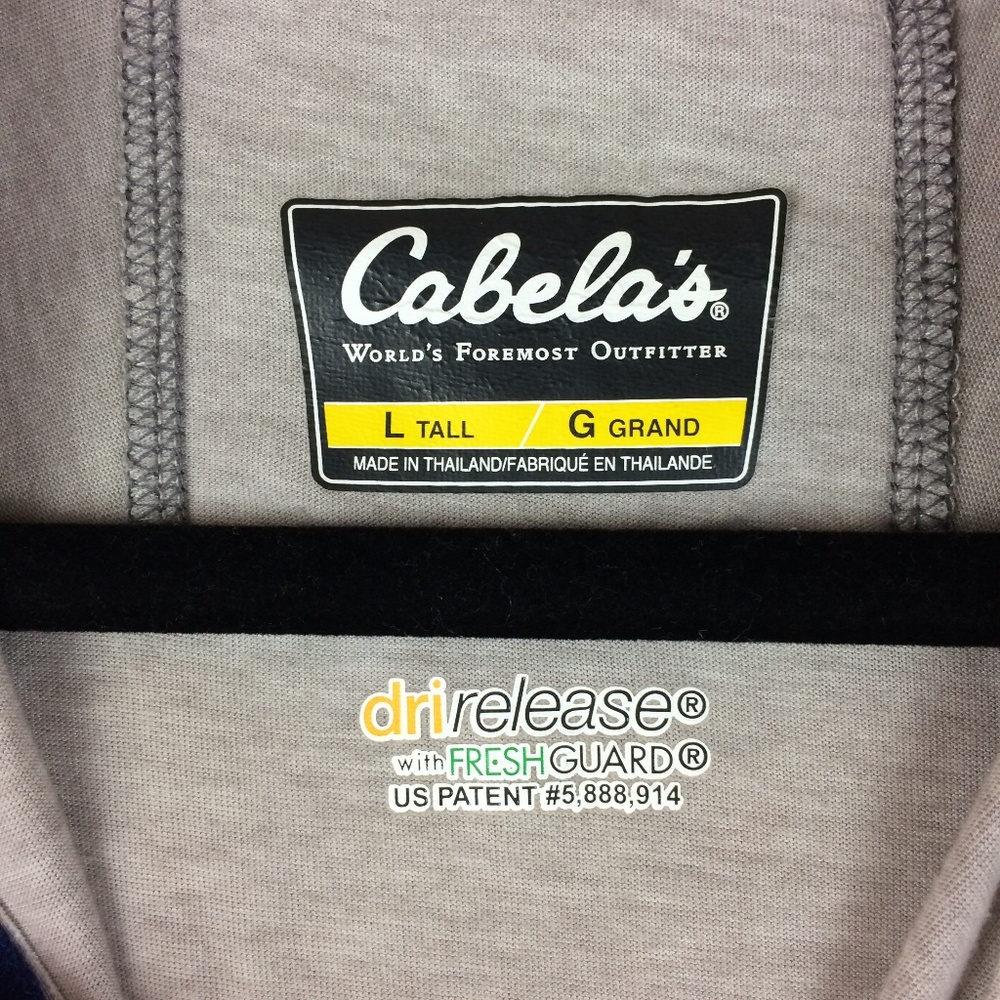 Cabela's®
WORLD'S FOREMOST OUTFITTER
L TALL / G GRAND
MADE IN THAILAND/FABRIQUÉ EN THAILANDE
drirelease®
with FRESHGUARD®
US PATENT #5,888,914